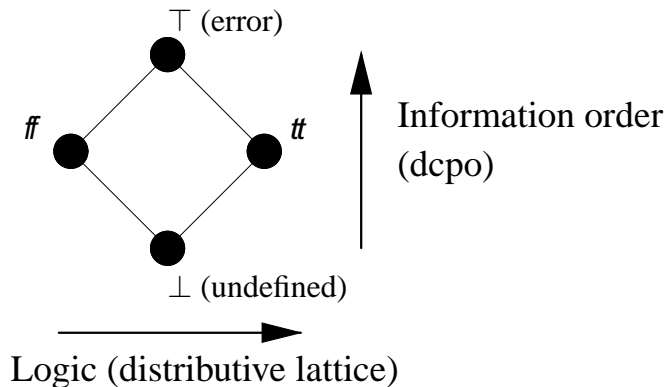 ⊤ (error)
ff
tt
Information order
(dcpo)
⊥ (undefined)
Logic (distributive lattice)